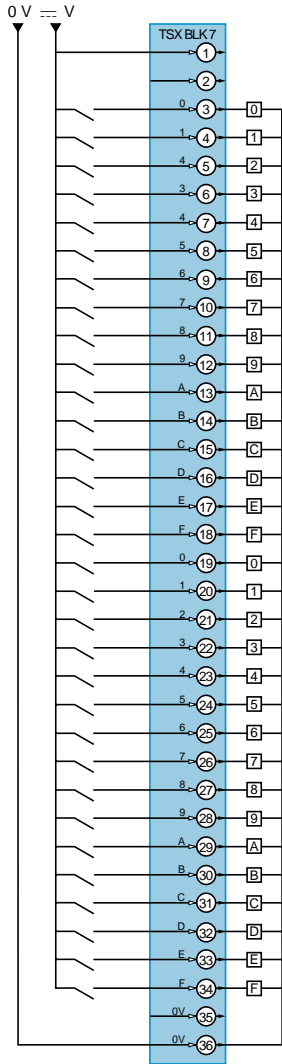 0 V ⎓ V
TSX BLK 7
1
2
0 3 0
1 4 1
4 5 2
3 6 3
4 7 4
5 8 5
6 9 6
7 10 7
8 11 8
9 12 9
A 13 A
B 14 B
C 15 C
D 16 D
E 17 E
F 18 F
0 19 0
1 20 1
2 21 2
3 22 3
4 23 4
5 24 5
6 25 6
7 26 7
8 27 8
9 28 9
A 29 A
B 30 B
C 31 C
D 32 D
E 33 E
F 34 F
0V 35
0V 36